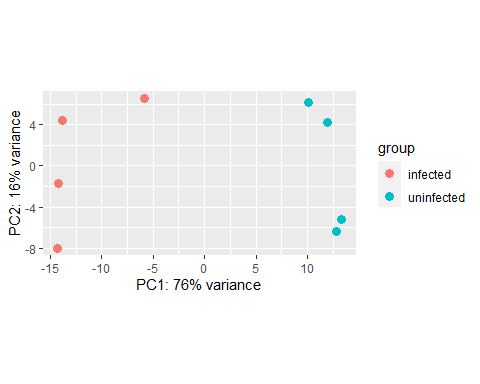 PC2: 16% variance
4
0
-4
-8
-15
-10
-5
0
5
10
PC1: 76% variance
group
infected
uninfected